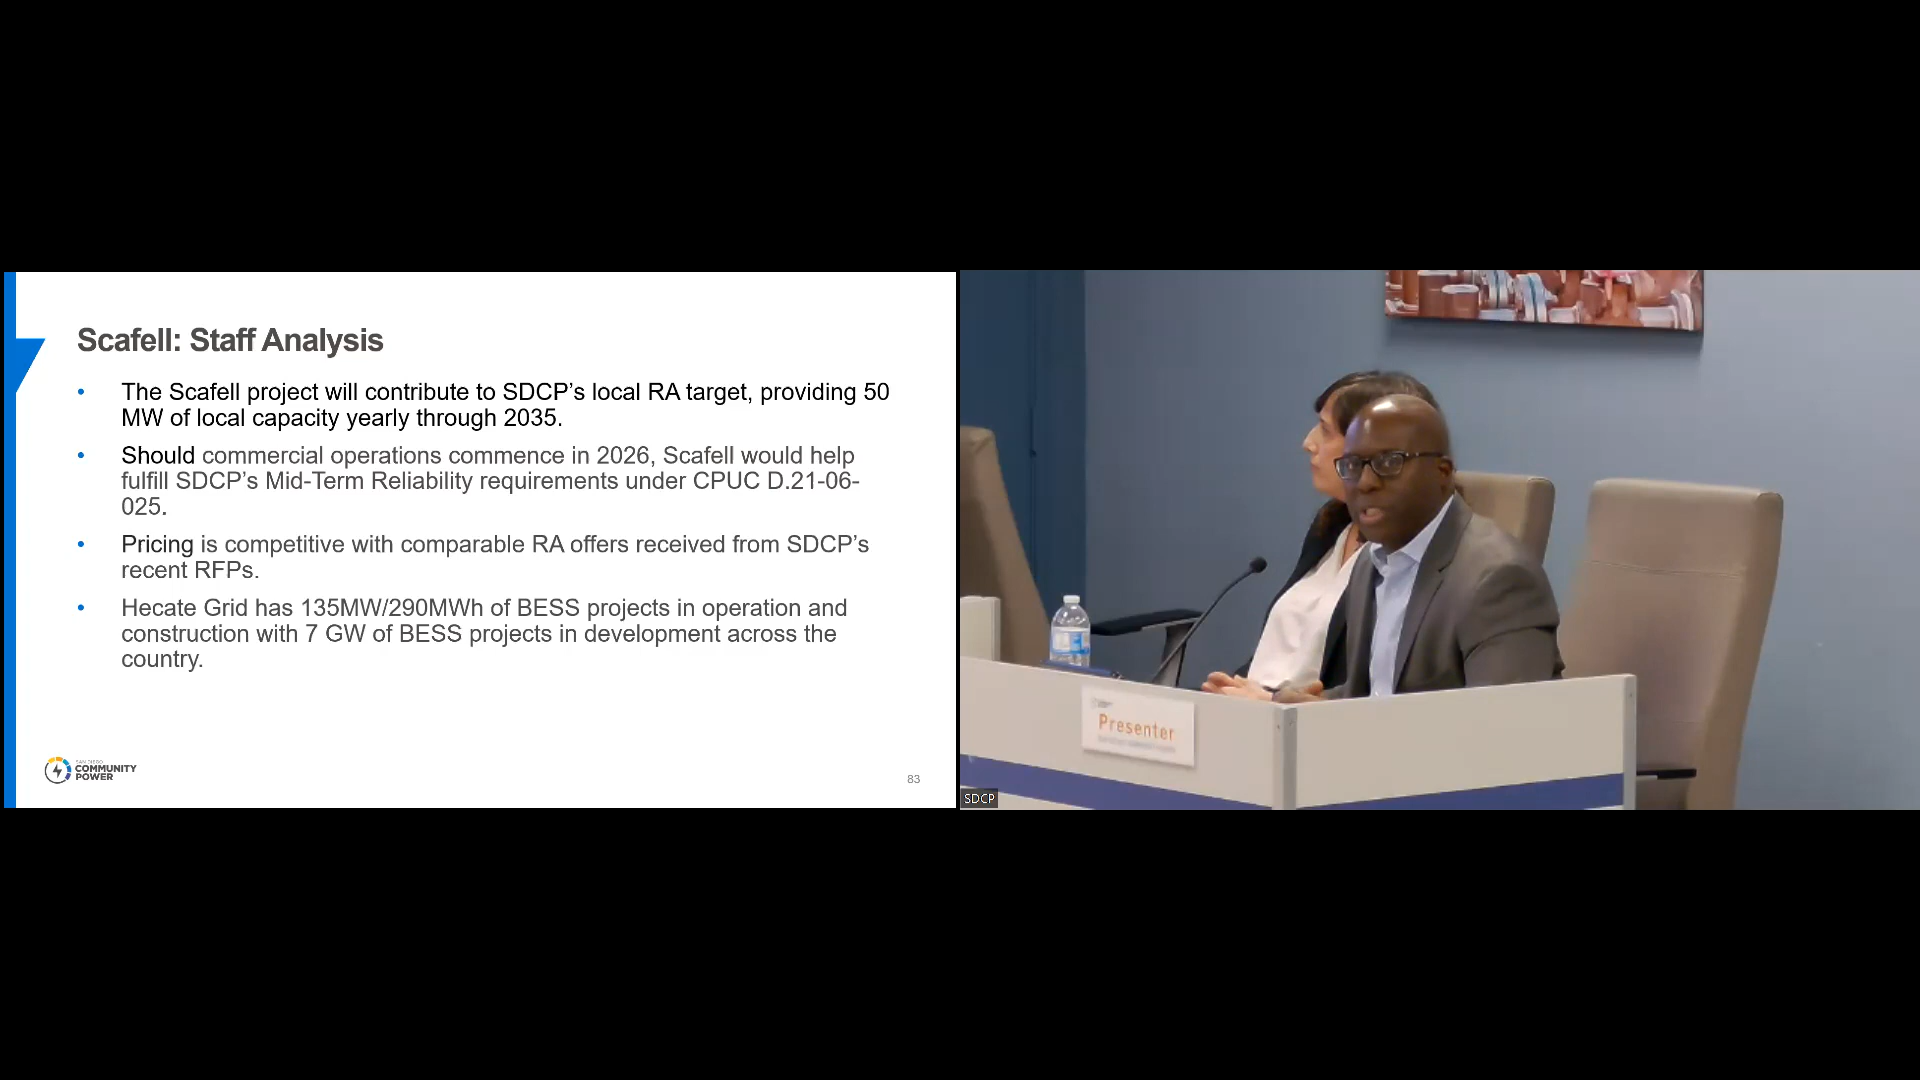 Scafell: Staff Analysis
• The Scafell project will contribute to SDCP’s local RA target, providing 50
MW of local capacity yearly through 2035.
• Should commercial operations commence in 2026, Scafell would help
fulfill SDCP’s Mid-Term Reliability requirements under CPUC D.21-06-
025.
• Pricing is competitive with comparable RA offers received from SDCP’s
recent RFPs.
• Hecate Grid has 135MW/290MWh of BESS projects in operation and
construction with 7 GW of BESS projects in development across the
country.
SAN DIEGO
COMMUNITY
POWER
83
Presenter
SDCP